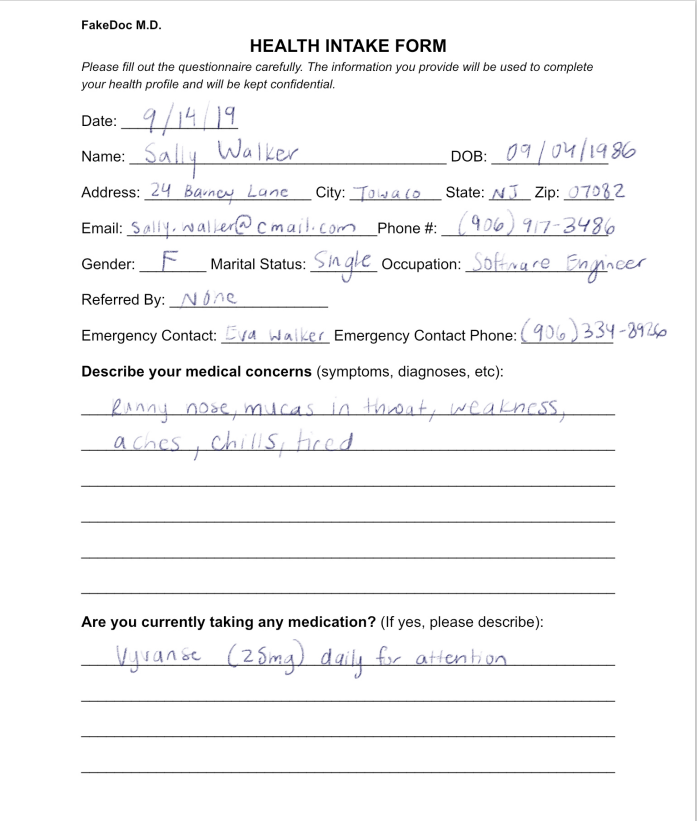 FakeDoc M.D.
HEALTH INTAKE FORM
Please fill out the questionnaire carefully. The information you provide will be used to complete
your health profile and will be kept confidential.
Date: 9/14/19
Name: Sally Walker DOB: 09/04/1986
Address: 24 Barney Lane City: Towaco State: NJ Zip: 07082
Email: Sally.walker@cmail.com Phone #: (906) 917-3486
Gender: F Marital Status: Single Occupation: Software Engineer
Referred By: None
Emergency Contact: Eva Walker Emergency Contact Phone: (906) 334-8926
Describe your medical concerns (symptoms, diagnoses, etc):
Runny nose, mucas in throat, weakness,
aches, chills, tired
Are you currently taking any medication? (If yes, please describe):
Vyvanse (25mg) daily for attention